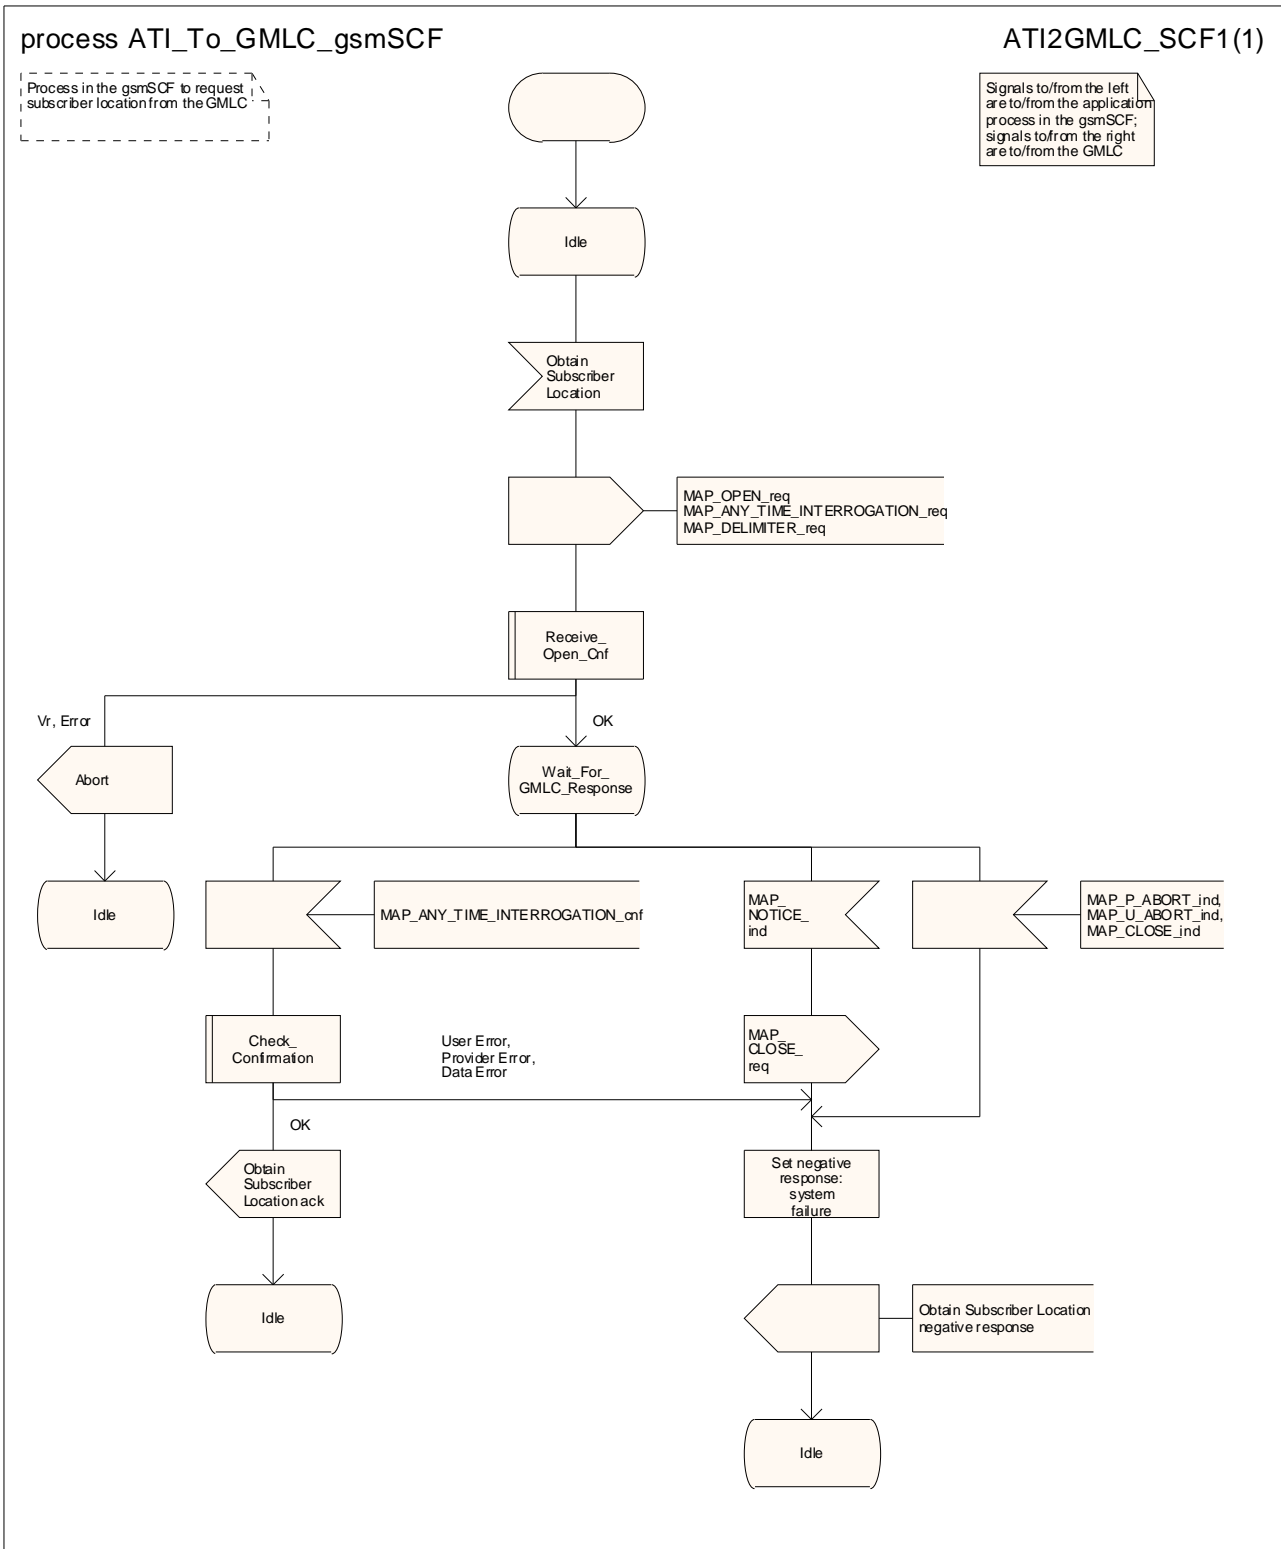 process ATI_To_GMLC_gsmSCF
ATI2GMLC_SCF1(1)
Process in the gsmSCF to request
subscriber location from the GMLC
Signals to/from the left
are to/from the application
process in the gsmSCF;
signals to/from the right
are to/from the GMLC
Idle
Obtain
Subscriber
Location
MAP_OPEN_req
MAP_ANY_TIME_INTERROGATION_req
MAP_DELIMITER_req
Receive_
Open_Cnf
Vr, Error
OK
Abort
Wait_For_
GMLC_Response
Idle
MAP_ANY_TIME_INTERROGATION_cnf
MAP_
NOTICE_
ind
MAP_P_ABORT_ind,
MAP_U_ABORT_ind,
MAP_CLOSE_ind
Check_
Confirmation
User Error,
Provider Error,
Data Error
MAP_
CLOSE_
req
OK
Obtain
Subscriber
Location ack
Set negative
response:
system
failure
Idle
Obtain Subscriber Location
negative response
Idle